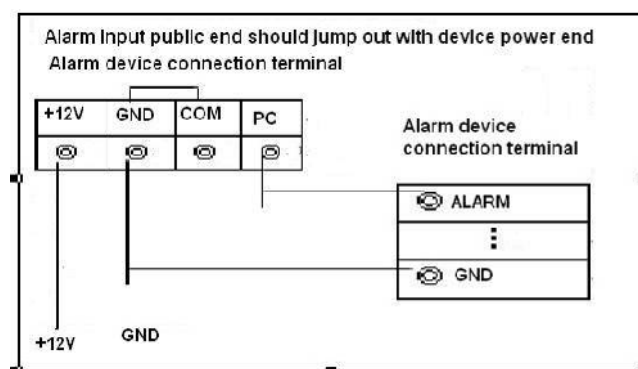 Alarm input public end should jump out with device power end
Alarm device connection terminal
+12V GND COM PC
Alarm device
connection terminal
ALARM
GND
+12V
GND